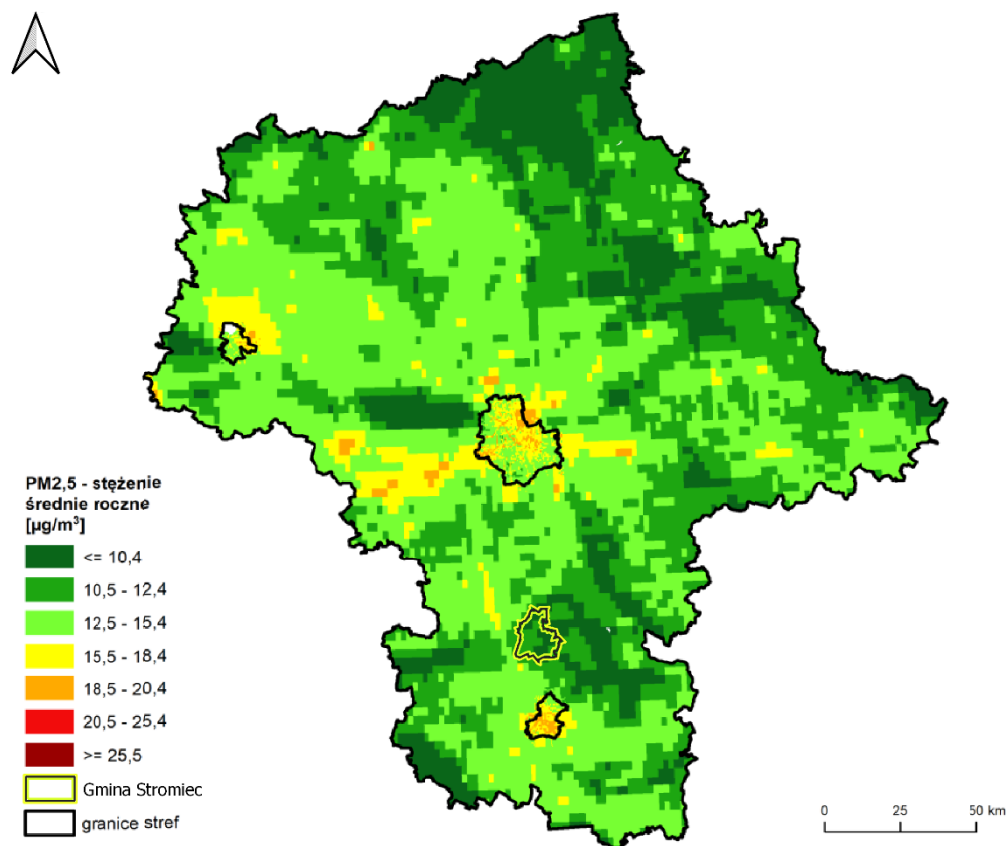 PM2,5 - stężenie
średnie roczne
[µg/m³]
<= 10,4
10,5 - 12,4
12,5 - 15,4
15,5 - 18,4
18,5 - 20,4
20,5 - 25,4
>= 25,5
Gmina Stromiec
granice stref
0 25 50 km